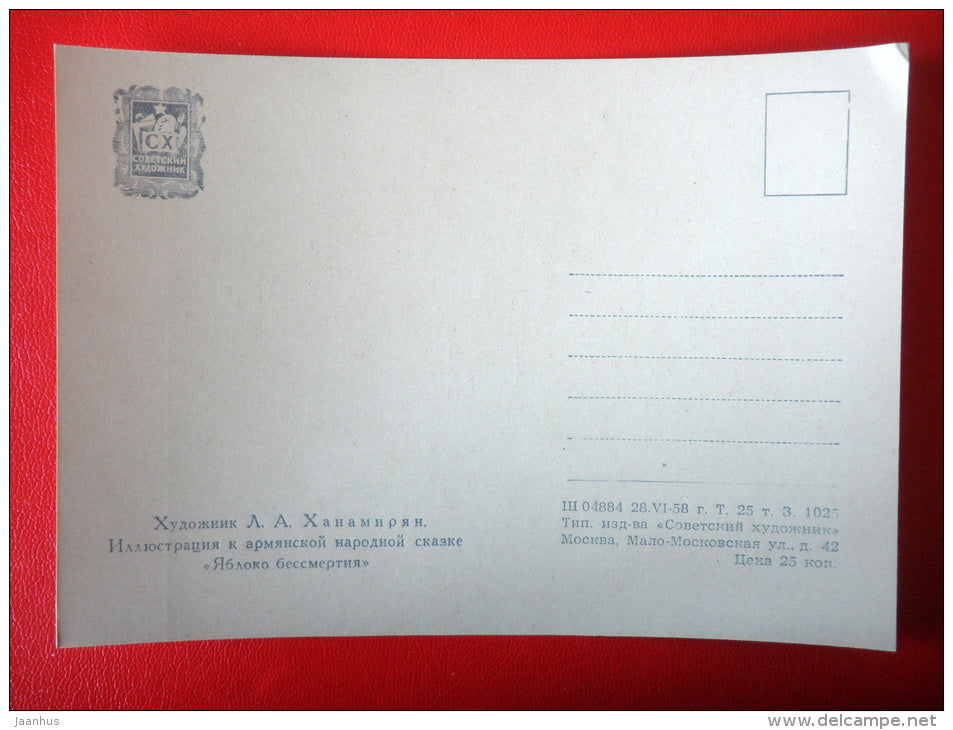 СХ
СОВЕТСКИЙ
ХУДОЖНИК
Художник Л. А. Ханамирян.
Иллюстрация к армянской народной сказке
«Яблоко бессмертия»
Ш 04884 28.VI-58 г. Т. 25 т. З. 1025
Тип. изд-ва «Советский художник»
Москва, Мало-Московская ул., д. 42
Цена 25 коп.
jaanhus
www.delcampe.net